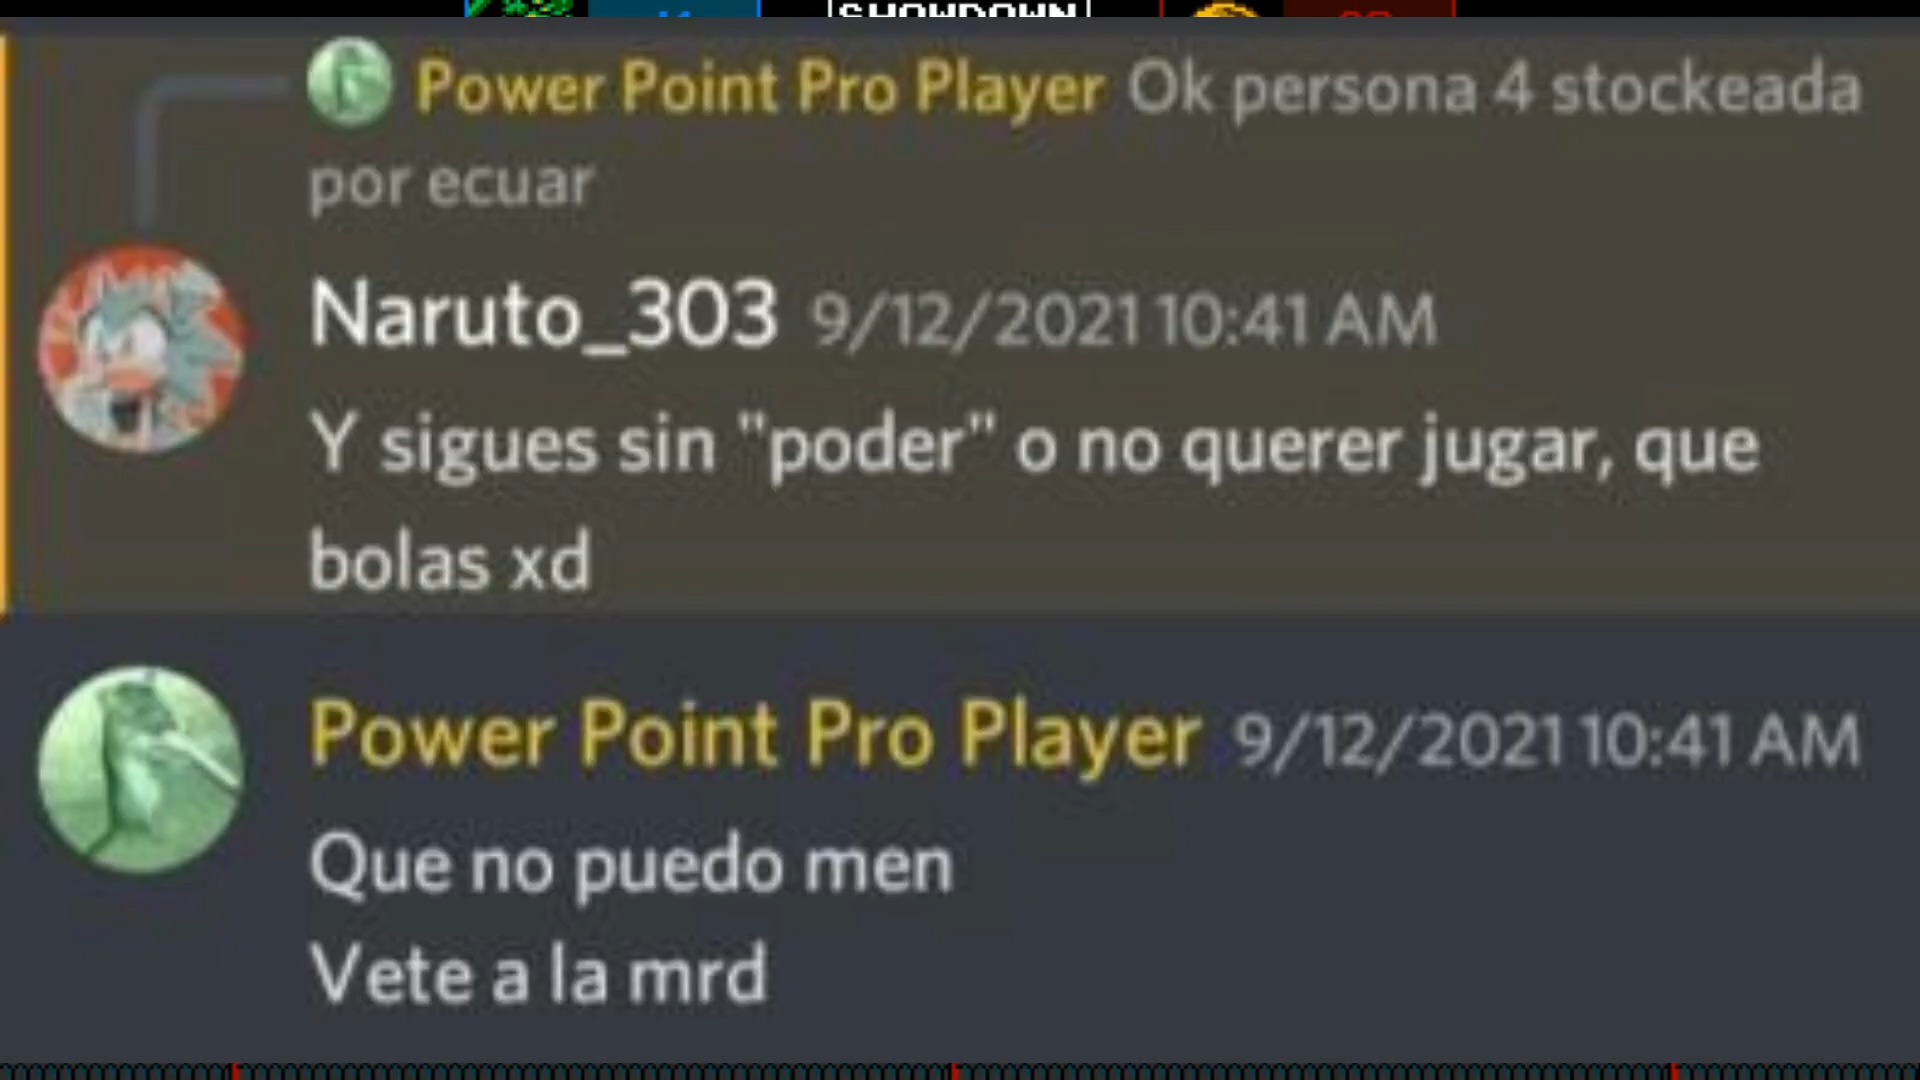 SHOWDOWN
Power Point Pro Player Ok persona 4 stockeada
por ecuar
Naruto_303 9/12/2021 10:41 AM
Y sigues sin "poder" o no querer jugar, que
bolas xd
Power Point Pro Player 9/12/2021 10:41 AM
Que no puedo men
Vete a la mrd